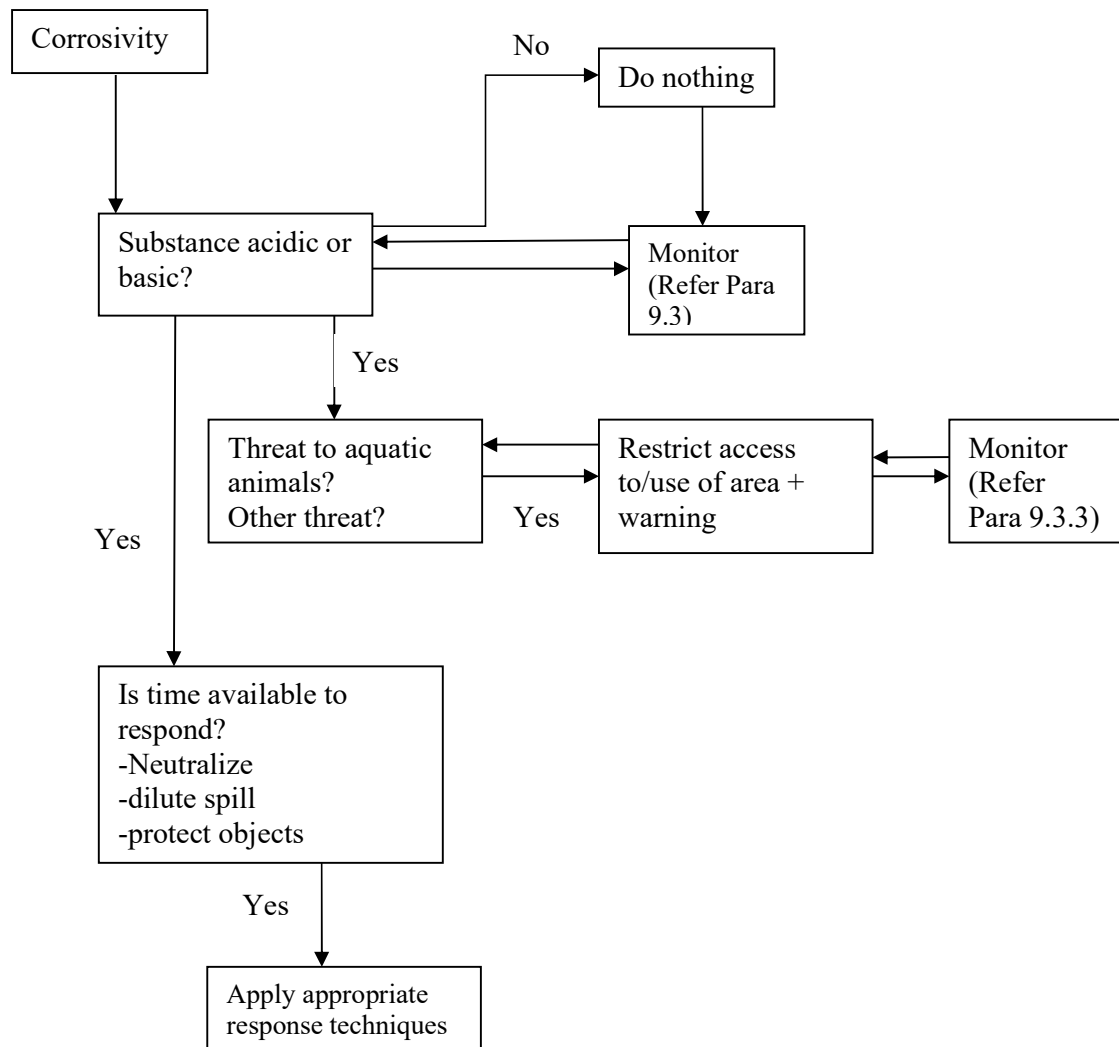 Corrosivity
No
Do nothing
Substance acidic or
basic?
Monitor
(Refer Para
9.3)
Yes
Threat to aquatic
animals?
Other threat?
Yes
Restrict access
to/use of area +
warning
Monitor
(Refer
Para 9.3.3)
Yes
Is time available to
respond?
-Neutralize
-dilute spill
-protect objects
Yes
Apply appropriate
response techniques